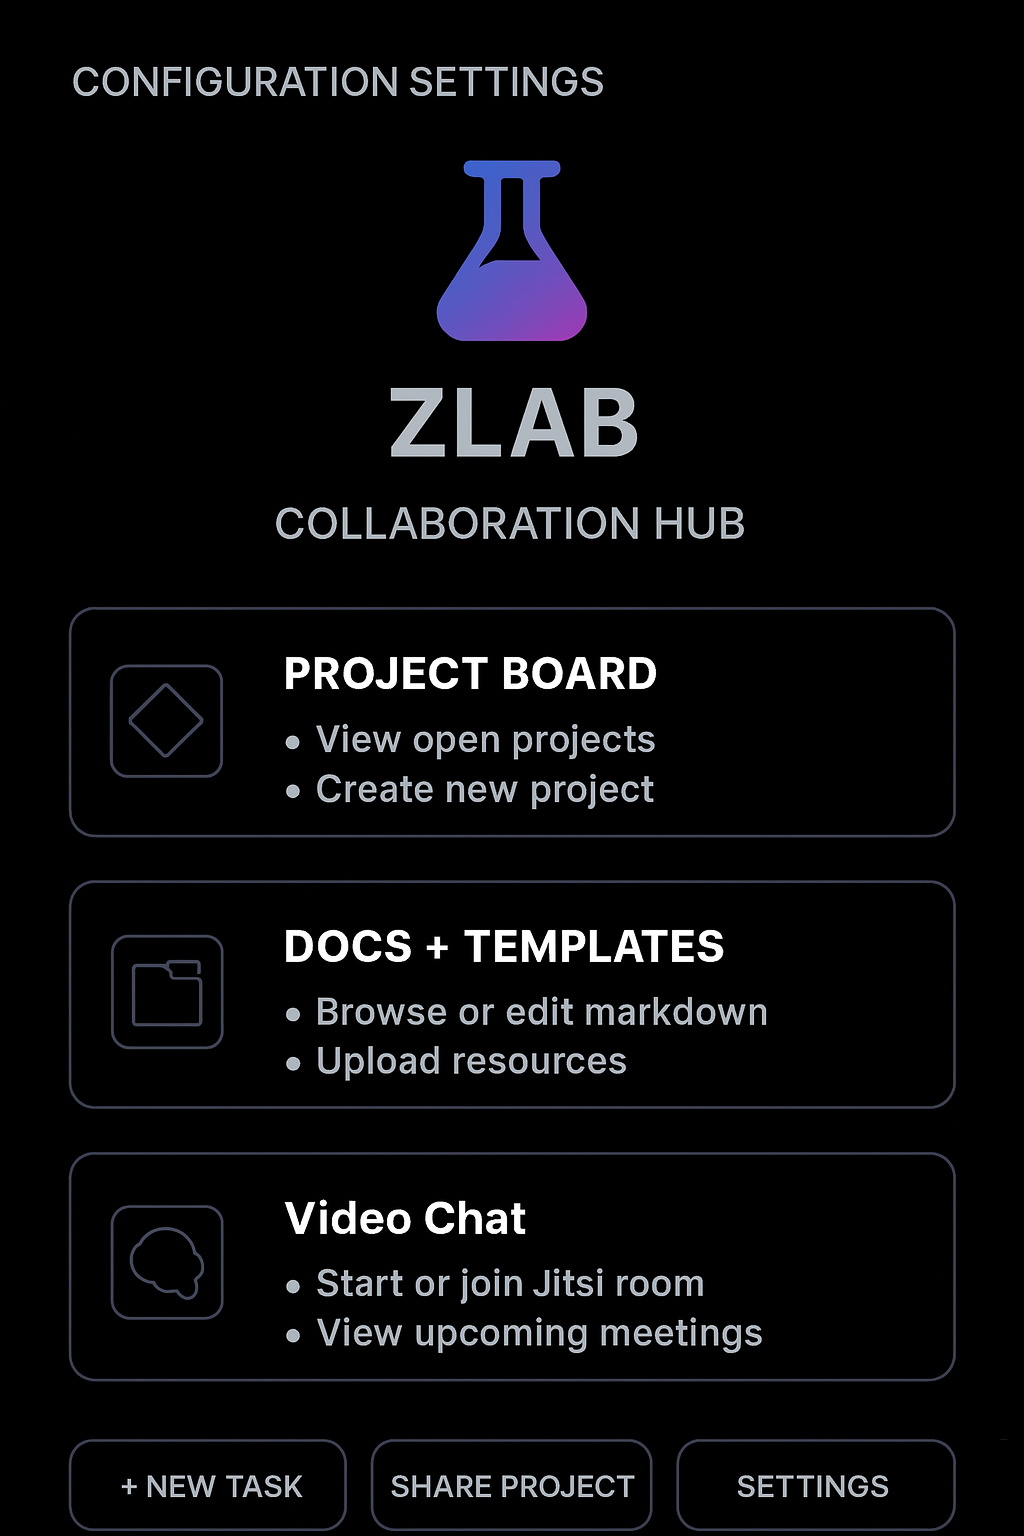 CONFIGURATION SETTINGS
ZLAB
COLLABORATION HUB
PROJECT BOARD
• View open projects
• Create new project
DOCS + TEMPLATES
• Browse or edit markdown
• Upload resources
Video Chat
• Start or join Jitsi room
• View upcoming meetings
+ NEW TASK
SHARE PROJECT
SETTINGS